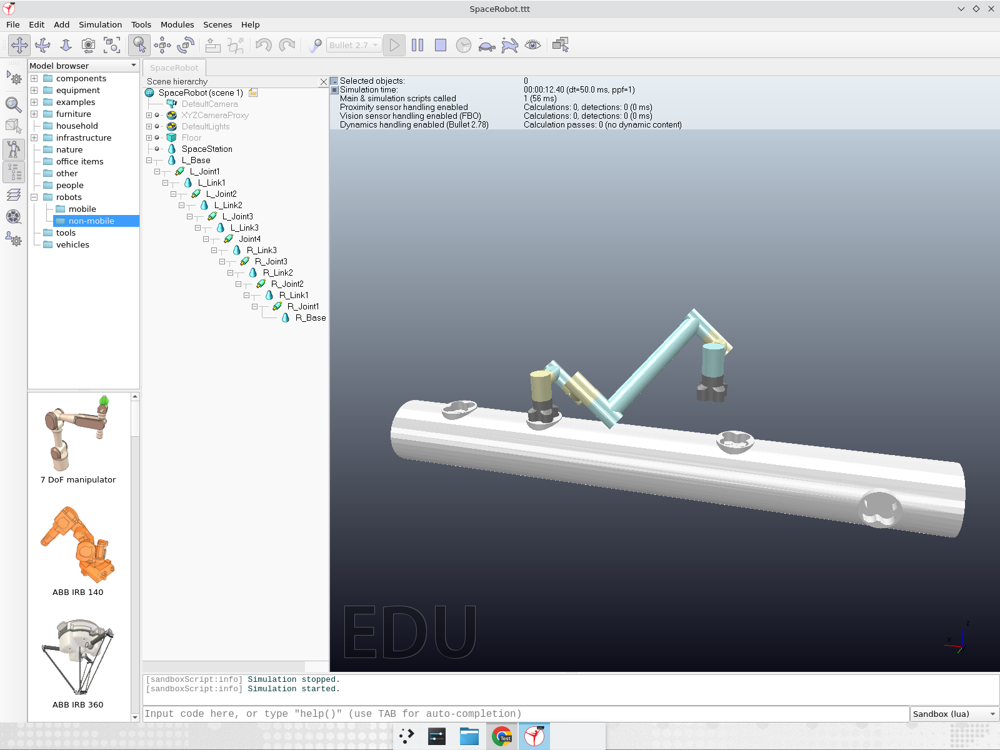 SpaceRobot.ttt
File Edit Add Simulation Tools Modules Scenes Help
Bullet 2.7
Model browser
components
equipment
examples
furniture
household
infrastructure
nature
office items
other
people
robots
mobile
non-mobile
tools
vehicles
7 DoF manipulator
ABB IRB 140
ABB IRB 360
SpaceRobot
Scene hierarchy
SpaceRobot (scene 1)
DefaultCamera
XYZCameraProxy
DefaultLights
Floor
SpaceStation
L_Base
L_Joint1
L_Link1
L_Joint2
L_Link2
L_Joint3
L_Link3
Joint4
R_Link3
R_Joint3
R_Link2
R_Joint2
R_Link1
R_Joint1
R_Base
Selected objects: 0
Simulation time: 00:00:12.40 (dt=50.0 ms, ppf=1)
Main & simulation scripts called 1 (56 ms)
Proximity sensor handling enabled Calculations: 0, detections: 0 (0 ms)
Vision sensor handling enabled (FBO) Calculations: 0, detections: 0 (0 ms)
Dynamics handling enabled (Bullet 2.78) Calculation passes: 0 (no dynamic content)
EDU
z
x
y
[sandboxScript:info] Simulation stopped.
[sandboxScript:info] Simulation started.
Input code here, or type "help()" (use TAB for auto-completion)
Sandbox (lua)
Test